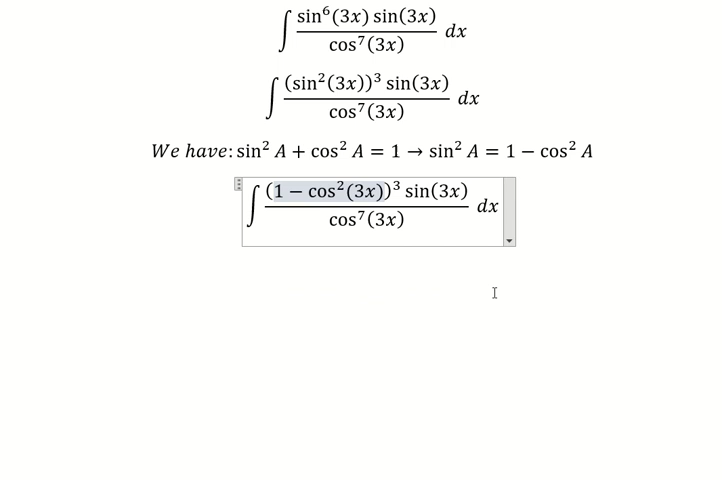 ∫ sin⁶(3x) sin(3x) / cos⁷(3x) dx
∫ (sin²(3x))³ sin(3x) / cos⁷(3x) dx
We have: sin² A + cos² A = 1 → sin² A = 1 − cos² A
∫ (1 − cos²(3x))³ sin(3x) / cos⁷(3x) dx